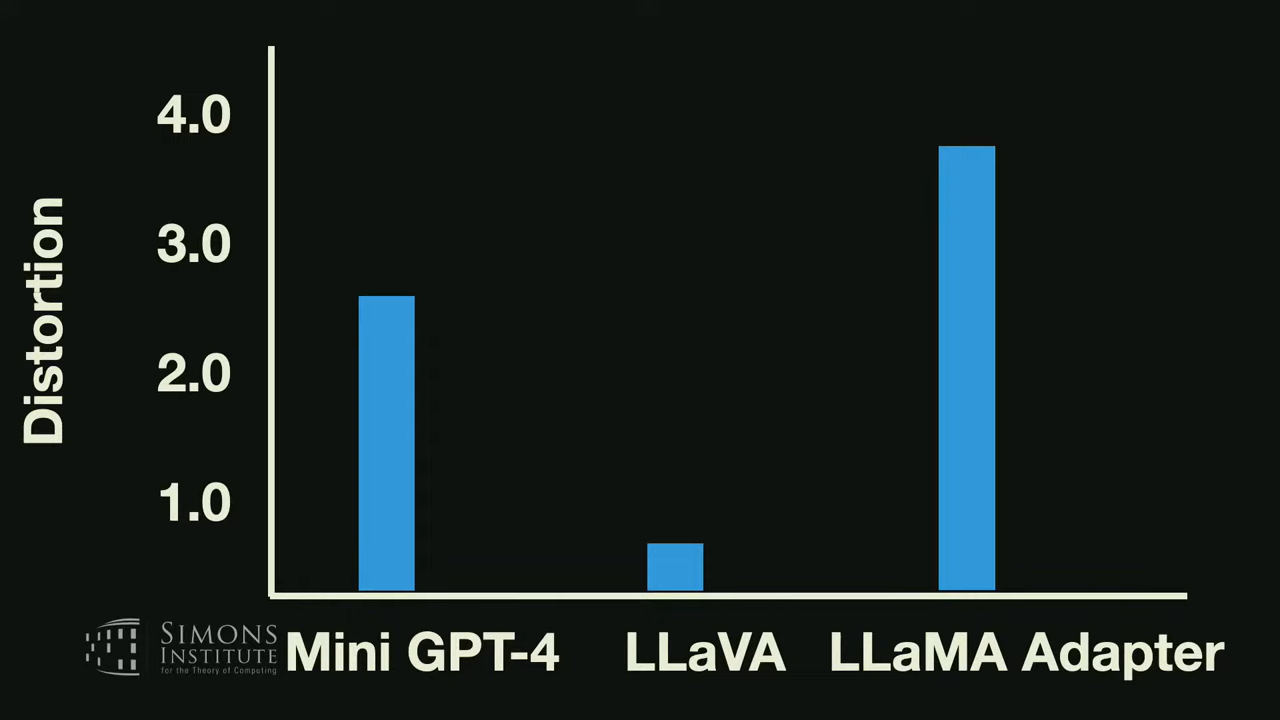 4.0
3.0
2.0
1.0
Distortion
Mini GPT-4
LLaVA
LLaMA Adapter
SIMONS
INSTITUTE
for the Theory of Computing